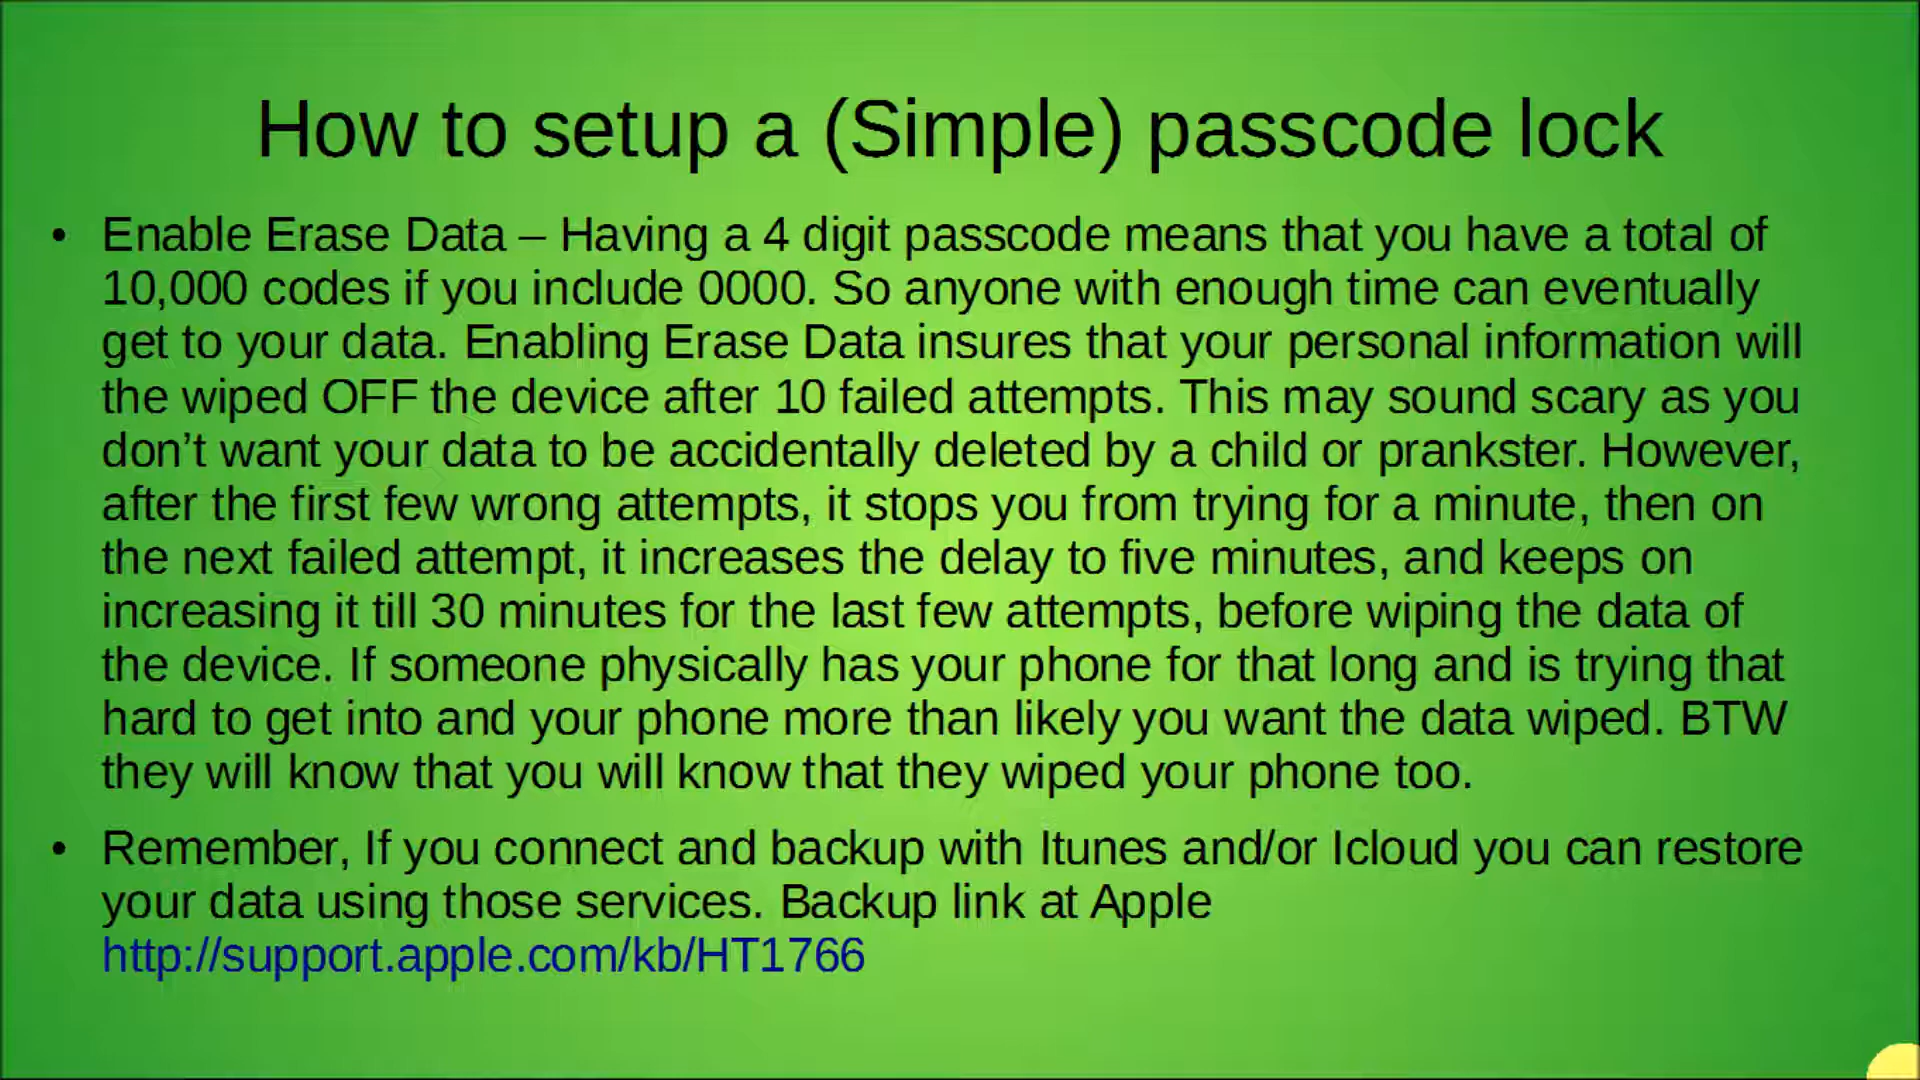 How to setup a (Simple) passcode lock
• Enable Erase Data – Having a 4 digit passcode means that you have a total of
10,000 codes if you include 0000. So anyone with enough time can eventually
get to your data. Enabling Erase Data insures that your personal information will
the wiped OFF the device after 10 failed attempts. This may sound scary as you
don’t want your data to be accidentally deleted by a child or prankster. However,
after the first few wrong attempts, it stops you from trying for a minute, then on
the next failed attempt, it increases the delay to five minutes, and keeps on
increasing it till 30 minutes for the last few attempts, before wiping the data of
the device. If someone physically has your phone for that long and is trying that
hard to get into and your phone more than likely you want the data wiped. BTW
they will know that you will know that they wiped your phone too.
• Remember, If you connect and backup with Itunes and/or Icloud you can restore
your data using those services. Backup link at Apple
http://support.apple.com/kb/HT1766